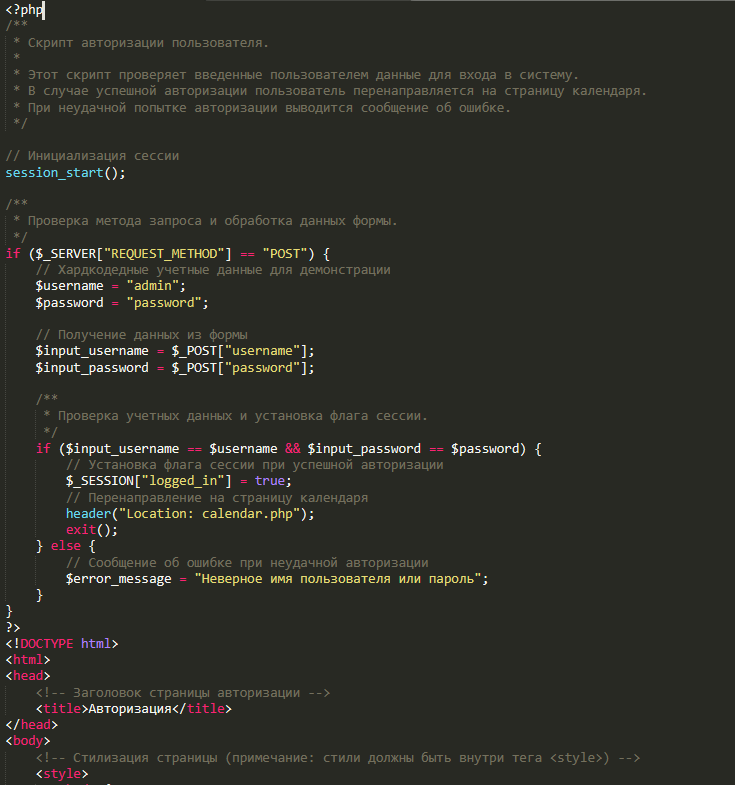 <?php
/**
 * Скрипт авторизации пользователя.
 *
 * Этот скрипт проверяет введенные пользователем данные для входа в систему.
 * В случае успешной авторизации пользователь перенаправляется на страницу календаря.
 * При неудачной попытке авторизации выводится сообщение об ошибке.
 */

// Инициализация сессии
session_start();

/**
 * Проверка метода запроса и обработка данных формы.
 */
if ($_SERVER["REQUEST_METHOD"] == "POST") {
    // Хардкодедные учетные данные для демонстрации
    $username = "admin";
    $password = "password";

    // Получение данных из формы
    $input_username = $_POST["username"];
    $input_password = $_POST["password"];

    /**
     * Проверка учетных данных и установка флага сессии.
     */
    if ($input_username == $username && $input_password == $password) {
        // Установка флага сессии при успешной авторизации
        $_SESSION["logged_in"] = true;
        // Перенаправление на страницу календаря
        header("Location: calendar.php");
        exit();
    } else {
        // Сообщение об ошибке при неудачной авторизации
        $error_message = "Неверное имя пользователя или пароль";
    }
}
?>
<!DOCTYPE html>
<html>
<head>
    <!-- Заголовок страницы авторизации -->
    <title>Авторизация</title>
</head>
<body>
    <!-- Стилизация страницы (примечание: стили должны быть внутри тега <style>) -->
    <style>